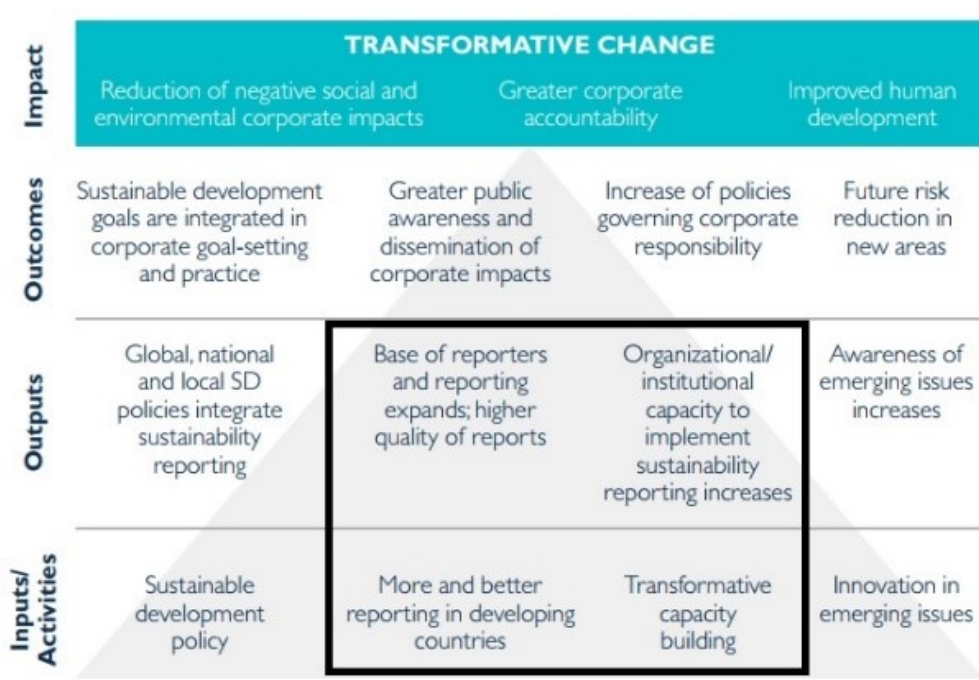 Impact
TRANSFORMATIVE CHANGE
Reduction of negative social and
environmental corporate impacts
Greater corporate
accountability
Improved human
development
Outcomes
Sustainable development
goals are integrated in
corporate goal-setting
and practice
Greater public
awareness and
dissemination of
corporate impacts
Increase of policies
governing corporate
responsibility
Future risk
reduction in
new areas
Outputs
Global, national
and local SD
policies integrate
sustainability
reporting
Base of reporters
and reporting
expands; higher
quality of reports
Organizational/
institutional
capacity to
implement
sustainability
reporting increases
Awareness of
emerging issues
increases
Inputs/
Activities
Sustainable
development
policy
More and better
reporting in developing
countries
Transformative
capacity
building
Innovation in
emerging issues